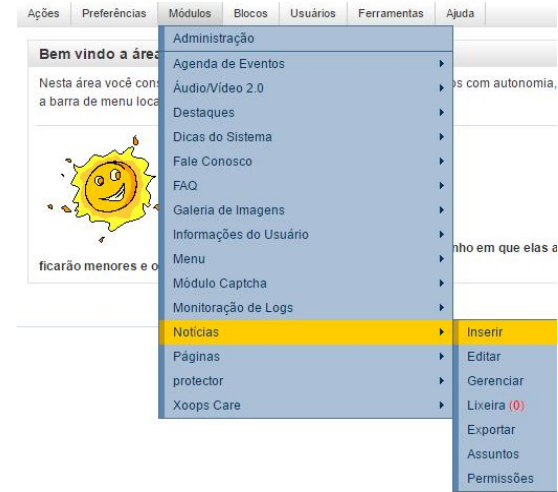 Ações Preferências Módulos Blocos Usuários Ferramentas Ajuda
Administração
Bem vindo a área
Agenda de Eventos
Nesta área você cons
os com autonomia,
Áudio/Vídeo 2.0
a barra de menu loca
Destaques
Dicas do Sistema
Fale Conosco
FAQ
Galeria de Imagens
Informações do Usuário
nho em que elas a
Menu
ficarão menores e o
Módulo Captcha
Monitoração de Logs
Notícias
Inserir
Páginas
Editar
protector
Gerenciar
Xoops Care
Lixeira (0)
Exportar
Assuntos
Permissões